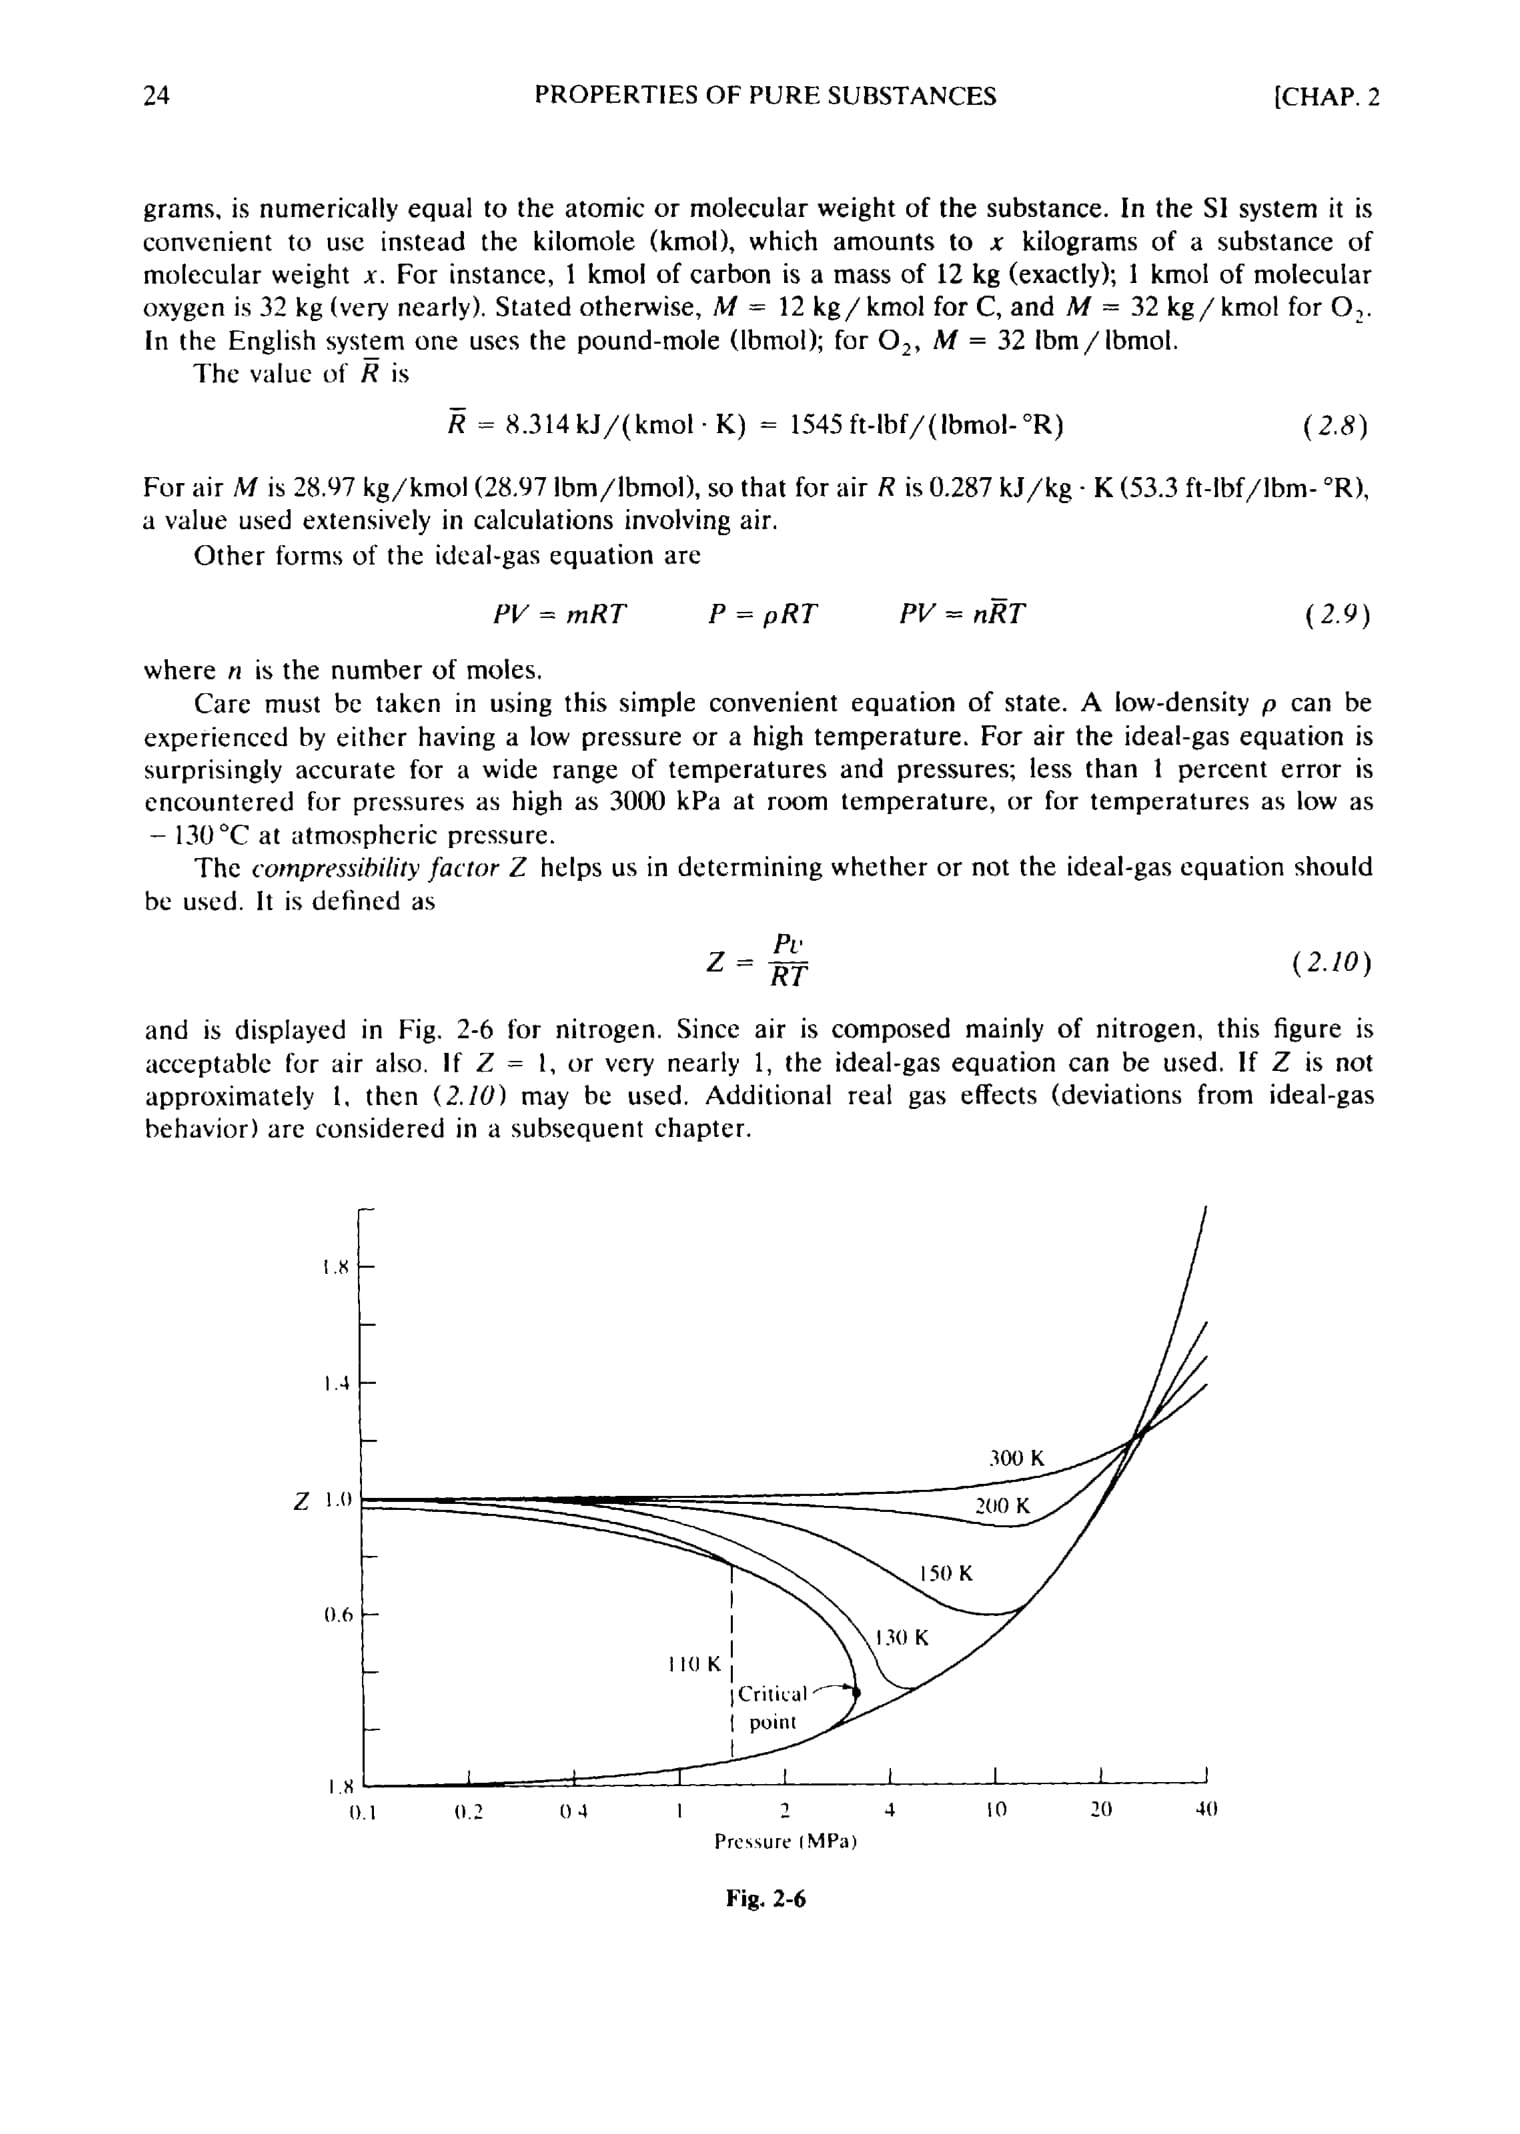 24 PROPERTIES OF PURE SUBSTANCES [CHAP. 2
grams, is numerically equal to the atomic or molecular weight of the substance. In the SI system it is
convenient to use instead the kilomole (kmol), which amounts to x kilograms of a substance of
molecular weight x. For instance, 1 kmol of carbon is a mass of 12 kg (exactly); 1 kmol of molecular
oxygen is 32 kg (very nearly). Stated otherwise, M = 12 kg/kmol for C, and M = 32 kg/kmol for O₂.
In the English system one uses the pound-mole (lbmol); for O₂, M = 32 lbm/lbmol.
The value of R̅ is
R̅ = 8.314 kJ/(kmol · K) = 1545 ft-lbf/(lbmol-°R) (2.8)
For air M is 28.97 kg/kmol (28.97 lbm/lbmol), so that for air R is 0.287 kJ/kg · K (53.3 ft-lbf/lbm-°R),
a value used extensively in calculations involving air.
Other forms of the ideal-gas equation are
PV = mRT P = ρRT PV = nR̅T (2.9)
where n is the number of moles.
Care must be taken in using this simple convenient equation of state. A low-density ρ can be
experienced by either having a low pressure or a high temperature. For air the ideal-gas equation is
surprisingly accurate for a wide range of temperatures and pressures; less than 1 percent error is
encountered for pressures as high as 3000 kPa at room temperature, or for temperatures as low as
−130 °C at atmospheric pressure.
The compressibility factor Z helps us in determining whether or not the ideal-gas equation should
be used. It is defined as
Z = Pv/RT (2.10)
and is displayed in Fig. 2-6 for nitrogen. Since air is composed mainly of nitrogen, this figure is
acceptable for air also. If Z = 1, or very nearly 1, the ideal-gas equation can be used. If Z is not
approximately 1, then (2.10) may be used. Additional real gas effects (deviations from ideal-gas
behavior) are considered in a subsequent chapter.
1.8
1.4
300 K
Z 1.0
200 K
150 K
0.6
130 K
110 K
Critical
point
1.8
0.1 0.2 0 4 1 2 4 10 20 40
Pressure (MPa)
Fig. 2-6